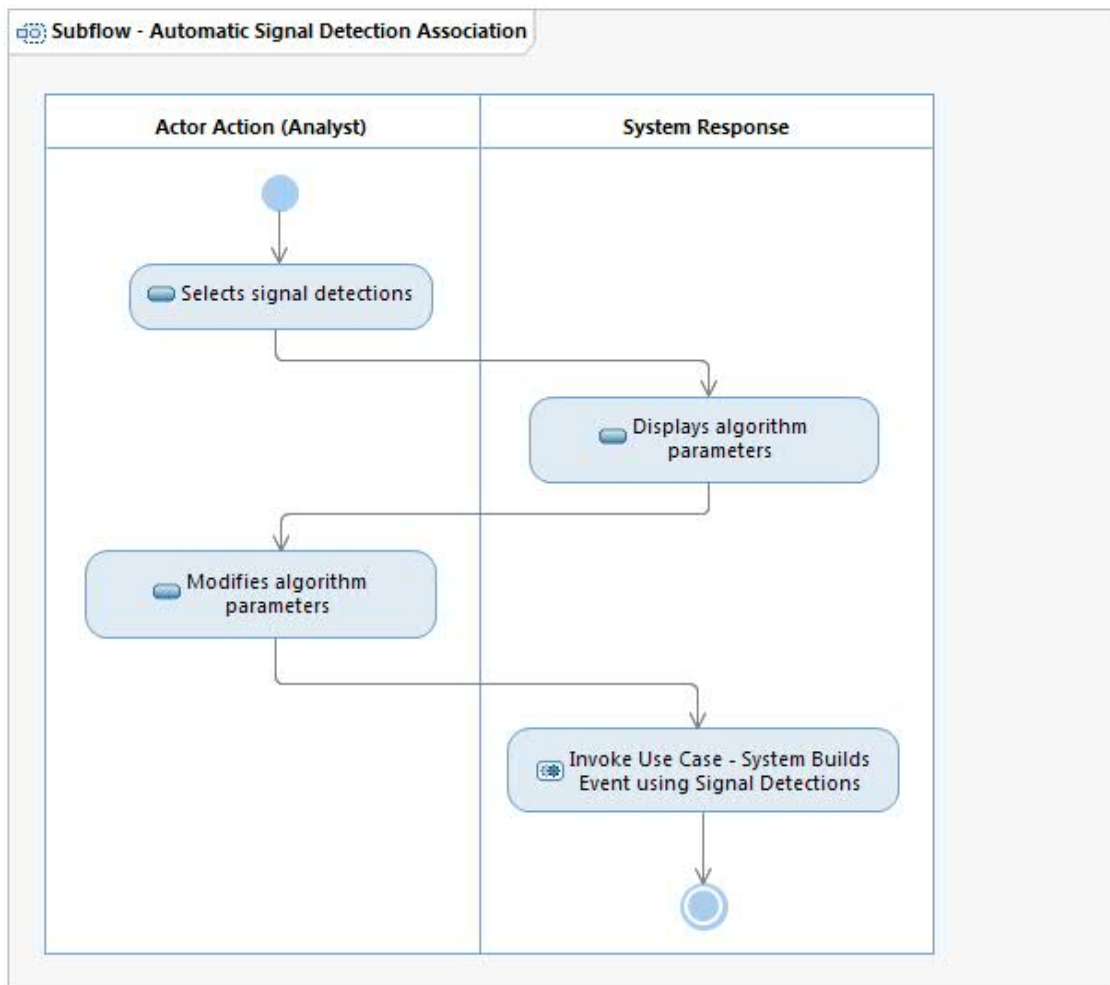 Subflow - Automatic Signal Detection Association
Actor Action (Analyst)
System Response
Selects signal detections
Displays algorithm
parameters
Modifies algorithm
parameters
Invoke Use Case - System Builds
Event using Signal Detections